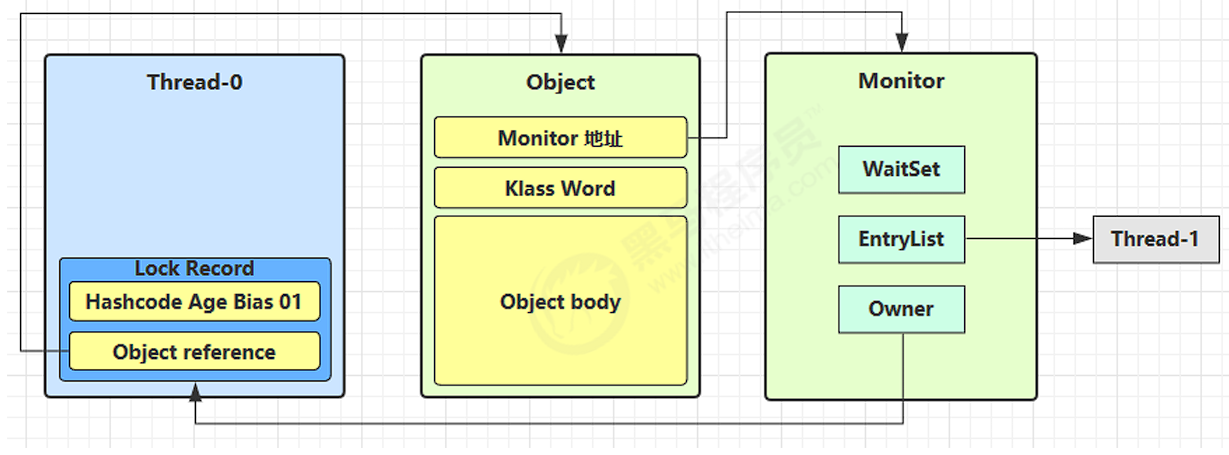 Thread-0
Lock Record
Hashcode Age Bias 01
Object reference
Object
Monitor 地址
Klass Word
Object body
Monitor
WaitSet
EntryList
Owner
Thread-1
黑马程序员
www.itheima.com